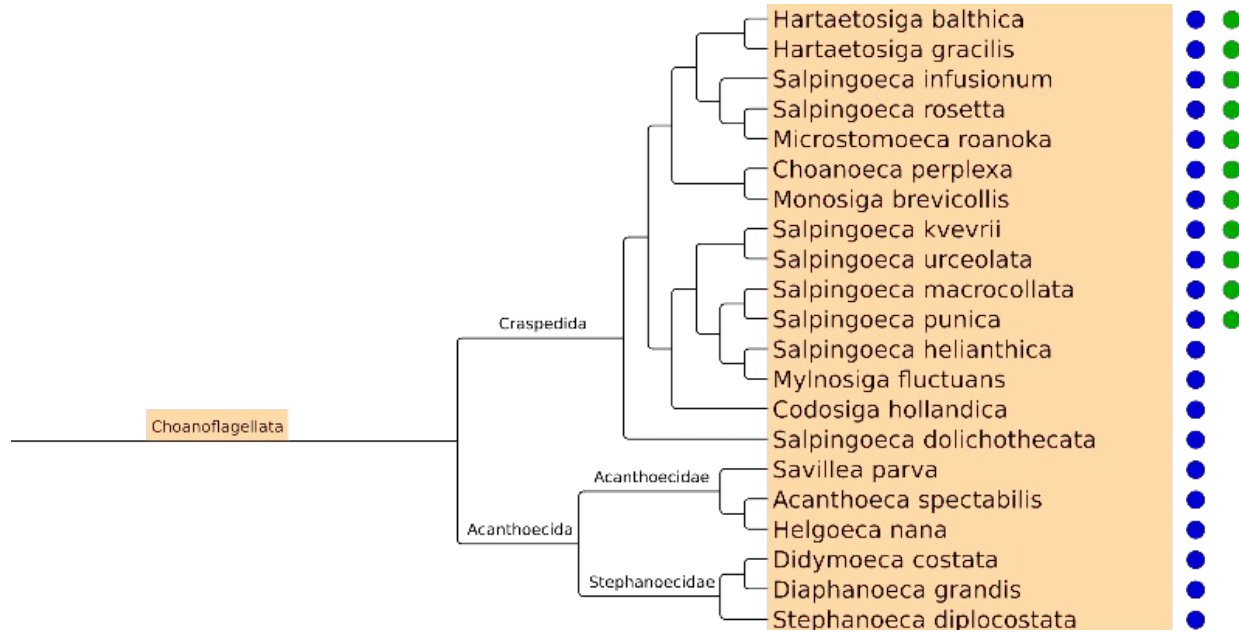 Hartaetosiga balthica
Hartaetosiga gracilis
Salpingoeca infusionum
Salpingoeca rosetta
Microstomoeca roanoka
Choanoeca perplexa
Monosiga brevicollis
Salpingoeca kvevrii
Salpingoeca urceolata
Salpingoeca macrocollata
Salpingoeca punica
Craspedida
Salpingoeca helianthica
Mylnosiga fluctuans
Codosiga hollandica
Choanoflagellata
Salpingoeca dolichothecata
Savillea parva
Acanthoecidae
Acanthoeca spectabilis
Acanthoecida
Helgoeca nana
Didymoeca costata
Stephanoecidae
Diaphanoeca grandis
Stephanoeca diplocostata